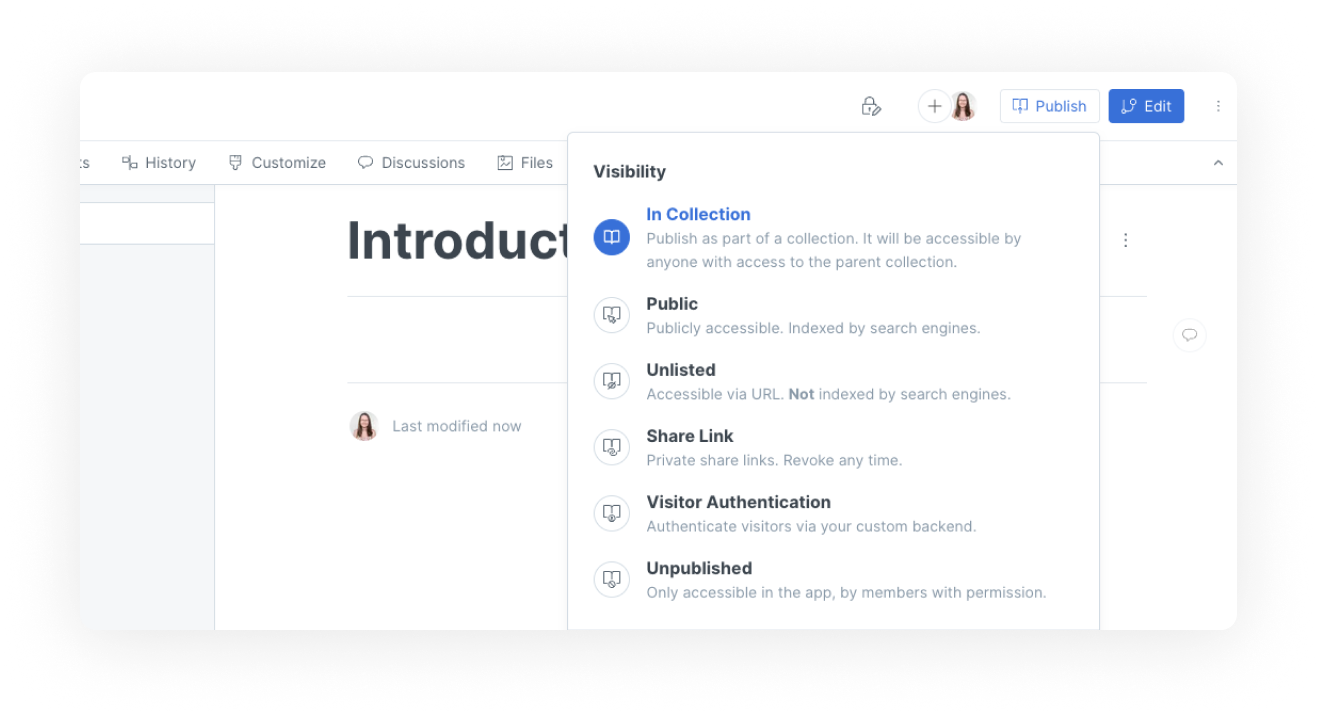 Publish
Edit
History
Customize
Discussions
Files
Visibility
In Collection
Publish as part of a collection. It will be accessible by
anyone with access to the parent collection.
Public
Publicly accessible. Indexed by search engines.
Unlisted
Accessible via URL. Not indexed by search engines.
Share Link
Private share links. Revoke any time.
Visitor Authentication
Authenticate visitors via your custom backend.
Unpublished
Only accessible in the app, by members with permission.
Introduct
Last modified now